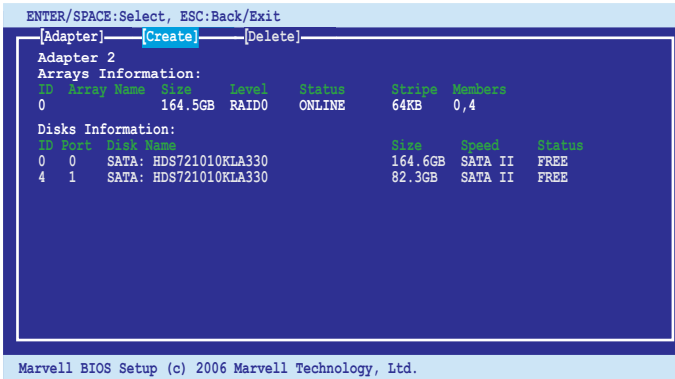 ENTER/SPACE:Select, ESC:Back/Exit
[Adapter] [Create] [Delete]
Adapter 2
Arrays Information:
ID Array Name Size Level Status Stripe Members
0 164.5GB RAID0 ONLINE 64KB 0,4
Disks Information:
ID Port Disk Name Size Speed Status
0 0 SATA: HDS721010KLA330 164.6GB SATA II FREE
4 1 SATA: HDS721010KLA330 82.3GB SATA II FREE
Marvell BIOS Setup (c) 2006 Marvell Technology, Ltd.